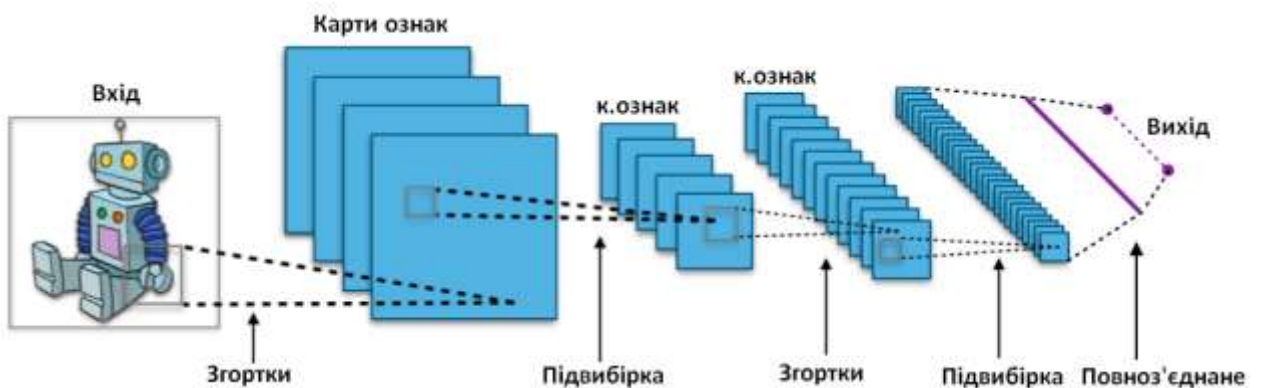 Карти ознак
Вхід
к.ознак
к.ознак
Вихід
Згортки
Підвибірка
Згортки
Підвибірка
Повноз'єднане